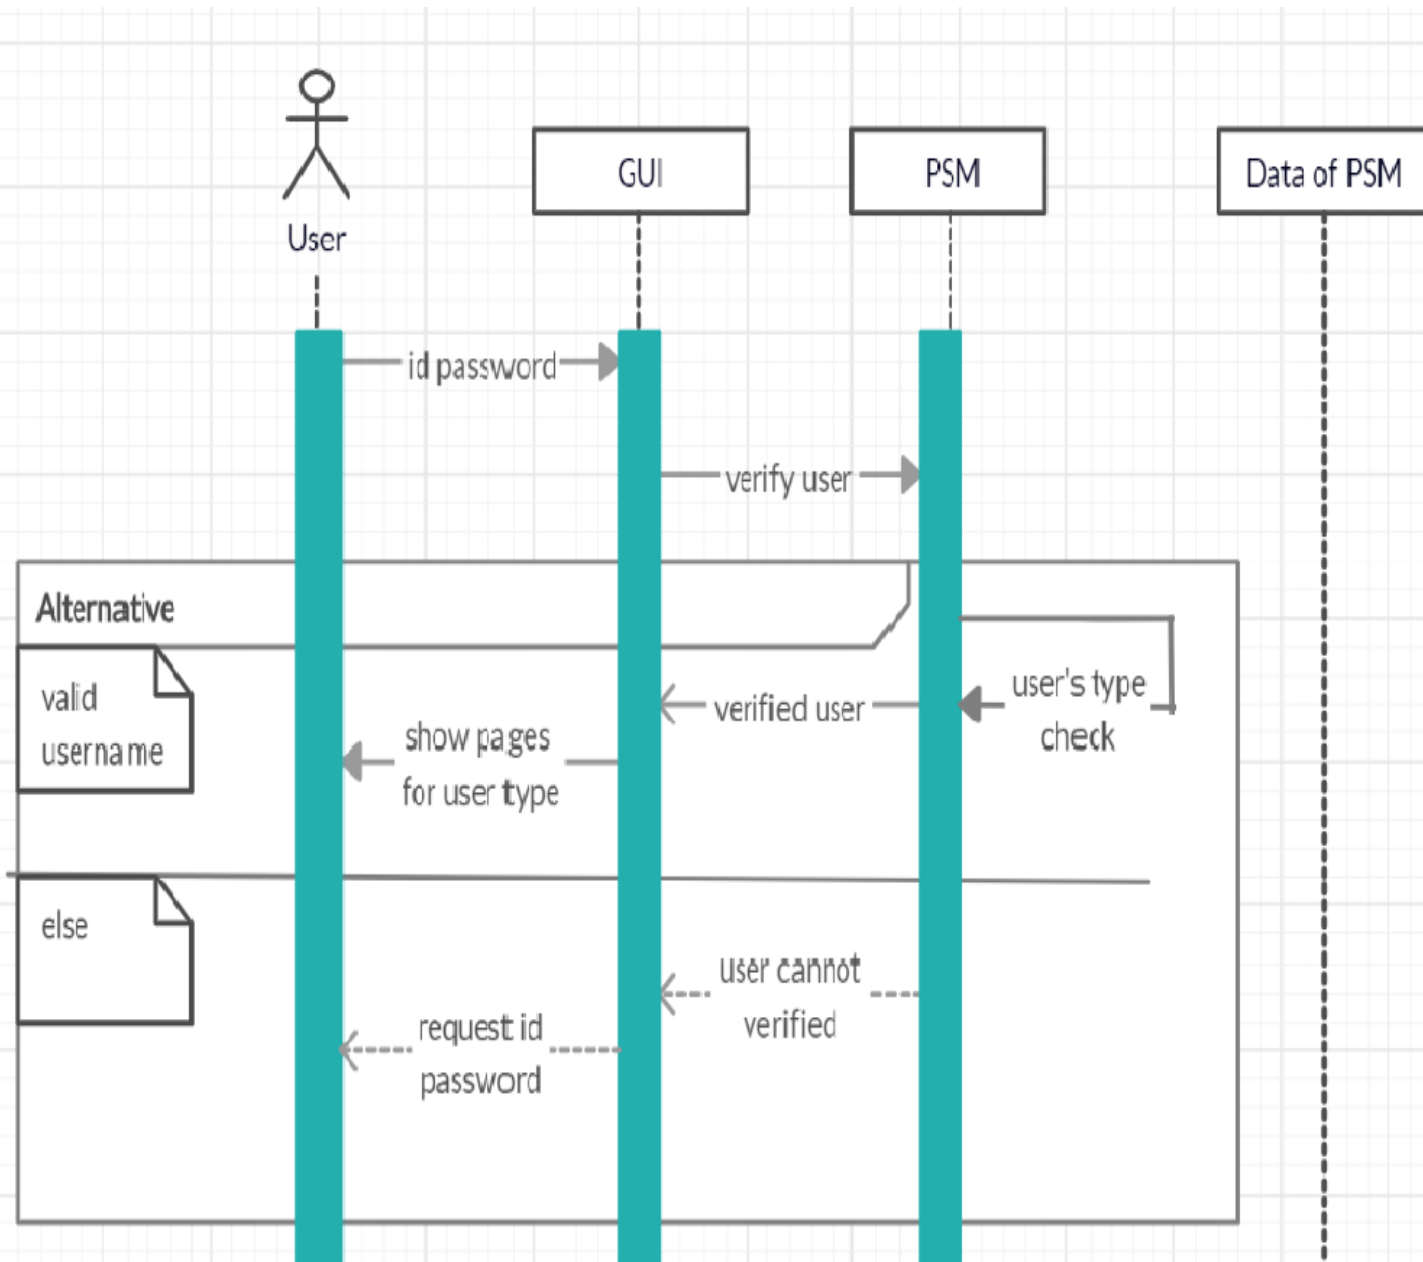 User
GUI
PSM
Data of PSM
id password
verify user
Alternative
valid
username
user's type
check
verified user
show pages
for user type
else
user cannot
verified
request id
password